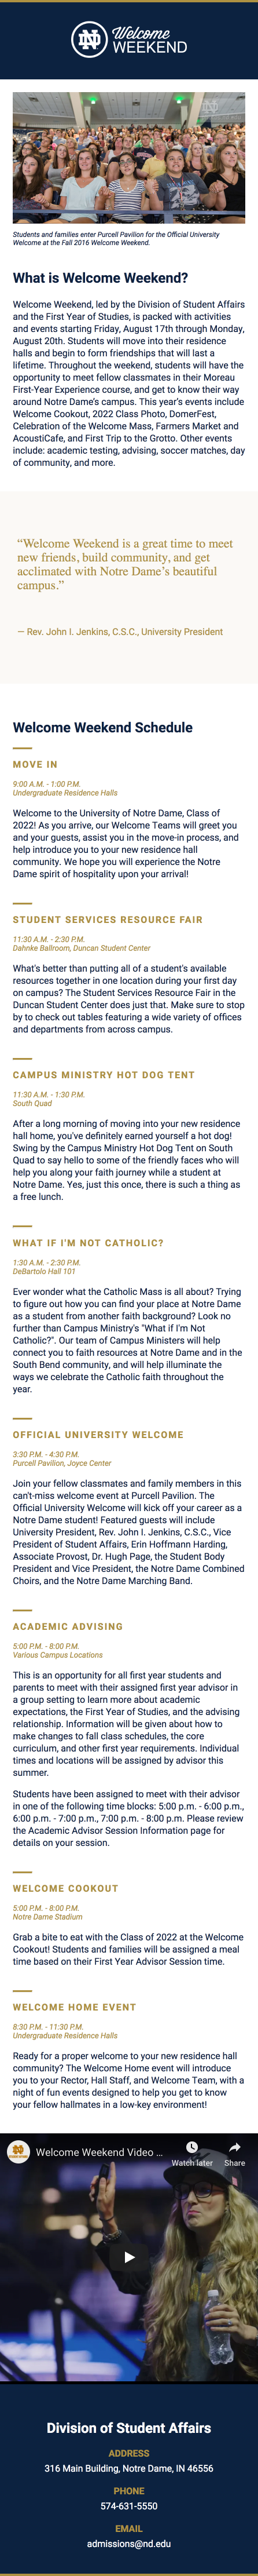 Welcome
WEEKEND
Students and families enter Purcell Pavilion for the Official University
Welcome at the Fall 2016 Welcome Weekend.
What is Welcome Weekend?
Welcome Weekend, led by the Division of Student Affairs
and the First Year of Studies, is packed with activities
and events starting Friday, August 17th through Monday,
August 20th. Students will move into their residence
halls and begin to form friendships that will last a
lifetime. Throughout the weekend, students will have the
opportunity to meet fellow classmates in their Moreau
First-Year Experience course, and get to know their way
around Notre Dame's campus. This year's events include
Welcome Cookout, 2022 Class Photo, DomerFest,
Celebration of the Welcome Mass, Farmers Market and
AcoustiCafe, and First Trip to the Grotto. Other events
include: academic testing, advising, soccer matches, day
of community, and more.
“Welcome Weekend is a great time to meet
new friends, build community, and get
acclimated with Notre Dame’s beautiful
campus.”
— Rev. John I. Jenkins, C.S.C., University President
Welcome Weekend Schedule
MOVE IN
9:00 A.M. - 1:00 P.M.
Undergraduate Residence Halls
Welcome to the University of Notre Dame, Class of
2022! As you arrive, our Welcome Teams will greet you
and your guests, assist you in the move-in process, and
help introduce you to your new residence hall
community. We hope you will experience the Notre
Dame spirit of hospitality upon your arrival!
STUDENT SERVICES RESOURCE FAIR
11:30 A.M. - 2:30 P.M.
Dahnke Ballroom, Duncan Student Center
What's better than putting all of a student's available
resources together in one location during your first day
on campus? The Student Services Resource Fair in the
Duncan Student Center does just that. Make sure to stop
by to check out tables featuring a wide variety of offices
and departments from across campus.
CAMPUS MINISTRY HOT DOG TENT
11:30 A.M. - 1:30 P.M.
South Quad
After a long morning of moving into your new residence
hall home, you've definitely earned yourself a hot dog!
Swing by the Campus Ministry Hot Dog Tent on South
Quad to say hello to some of the friendly faces who will
help you along your faith journey while a student at
Notre Dame. Yes, just this once, there is such a thing as
a free lunch.
WHAT IF I'M NOT CATHOLIC?
1:30 A.M. - 2:30 P.M.
DeBartolo Hall 101
Ever wonder what the Catholic Mass is all about? Trying
to figure out how you can find your place at Notre Dame
as a student from another faith background? Look no
further than Campus Ministry's "What if I'm Not
Catholic?". Our team of Campus Ministers will help
connect you to faith resources at Notre Dame and in the
South Bend community, and will help illuminate the
ways we celebrate the Catholic faith throughout the
year.
OFFICIAL UNIVERSITY WELCOME
3:30 P.M. - 4:30 P.M.
Purcell Pavilion, Joyce Center
Join your fellow classmates and family members in this
can't-miss welcome event at Purcell Pavilion. The
Official University Welcome will kick off your career as a
Notre Dame student! Featured guests will include
University President, Rev. John I. Jenkins, C.S.C., Vice
President of Student Affairs, Erin Hoffmann Harding,
Associate Provost, Dr. Hugh Page, the Student Body
President and Vice President, the Notre Dame Combined
Choirs, and the Notre Dame Marching Band.
ACADEMIC ADVISING
5:00 P.M. - 8:00 P.M.
Various Campus Locations
This is an opportunity for all first year students and
parents to meet with their assigned first year advisor in
a group setting to learn more about academic
expectations, the First Year of Studies, and the advising
relationship. Information will be given about how to
make changes to fall class schedules, the core
curriculum, and other first year requirements. Individual
times and locations will be assigned by advisor this
summer.
Students have been assigned to meet with their advisor
in one of the following time blocks: 5:00 p.m. - 6:00 p.m.,
6:00 p.m. - 7:00 p.m., 7:00 p.m. - 8:00 p.m. Please review
the Academic Advisor Session Information page for
details on your session.
WELCOME COOKOUT
5:00 P.M. - 8:00 P.M.
Notre Dame Stadium
Grab a bite to eat with the Class of 2022 at the Welcome
Cookout! Students and families will be assigned a meal
time based on their First Year Advisor Session time.
WELCOME HOME EVENT
8:30 P.M. - 11:30 P.M.
Undergraduate Residence Halls
Ready for a proper welcome to your new residence hall
community? The Welcome Home event will introduce
you to your Rector, Hall Staff, and Welcome Team, with a
night of fun events designed to help you get to know
your fellow hallmates in a low-key environment!
Welcome Weekend Video ...
Watch later
Share
Division of Student Affairs
ADDRESS
316 Main Building, Notre Dame, IN 46556
PHONE
574-631-5550
EMAIL
admissions@nd.edu